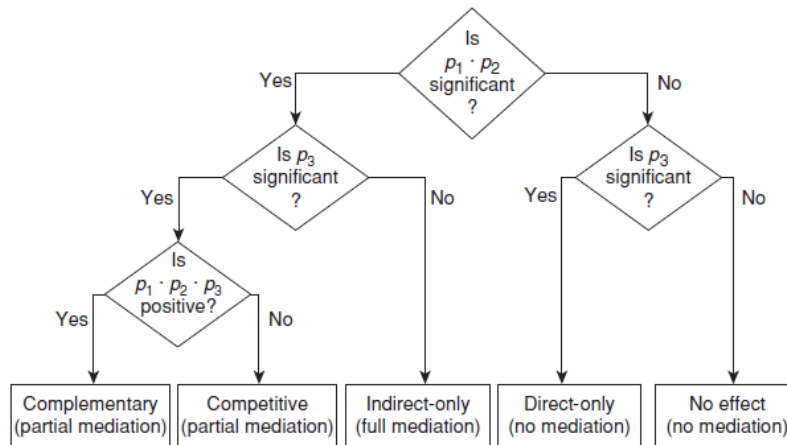 Is
p₁ · p₂
significant
?
Yes
No
Is p₃
significant
?
Is p₃
significant
?
Yes
No
Yes
No
Is
p₁ · p₂ · p₃
positive?
Yes
No
Complementary
(partial mediation)
Competitive
(partial mediation)
Indirect-only
(full mediation)
Direct-only
(no mediation)
No effect
(no mediation)